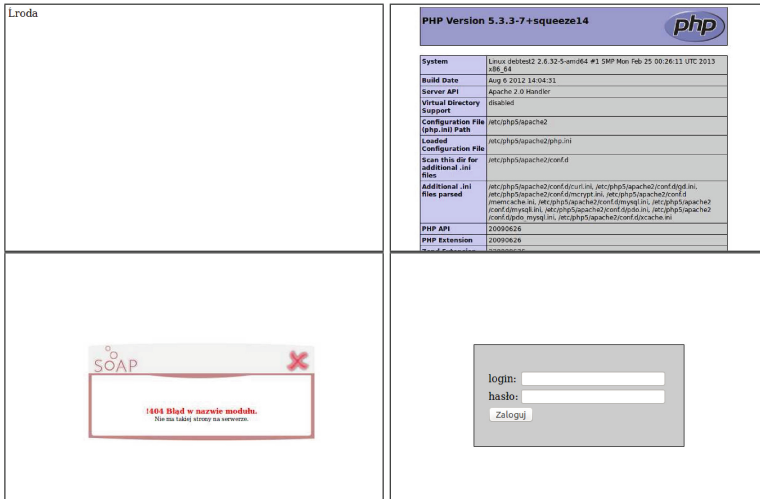 Lroda
PHP Version 5.3.3-7+squeeze14
php
System
Linux debtest2 2.6.32-5-amd64 #1 SMP Mon Feb 25 00:26:11 UTC 2013
x86_64
Build Date
Aug 6 2012 14:04:31
Server API
Apache 2.0 Handler
Virtual Directory
Support
disabled
Configuration File
(php.ini) Path
/etc/php5/apache2
Loaded
Configuration File
/etc/php5/apache2/php.ini
Scan this dir for
additional .ini
files
/etc/php5/apache2/conf.d
Additional .ini
files parsed
/etc/php5/apache2/conf.d/curl.ini, /etc/php5/apache2/conf.d/gd.ini,
/etc/php5/apache2/conf.d/mcrypt.ini, /etc/php5/apache2/conf.d
/memcache.ini, /etc/php5/apache2/conf.d/mysql.ini, /etc/php5/apache2
/conf.d/mysqli.ini, /etc/php5/apache2/conf.d/pdo.ini, /etc/php5/apache2
/conf.d/pdo_mysql.ini, /etc/php5/apache2/conf.d/xcache.ini
PHP API
20090626
PHP Extension
20090626
SOAP
!404 Błąd w nazwie modułu.
Nie ma takiej strony na serwerze.
login:
hasło:
Zaloguj